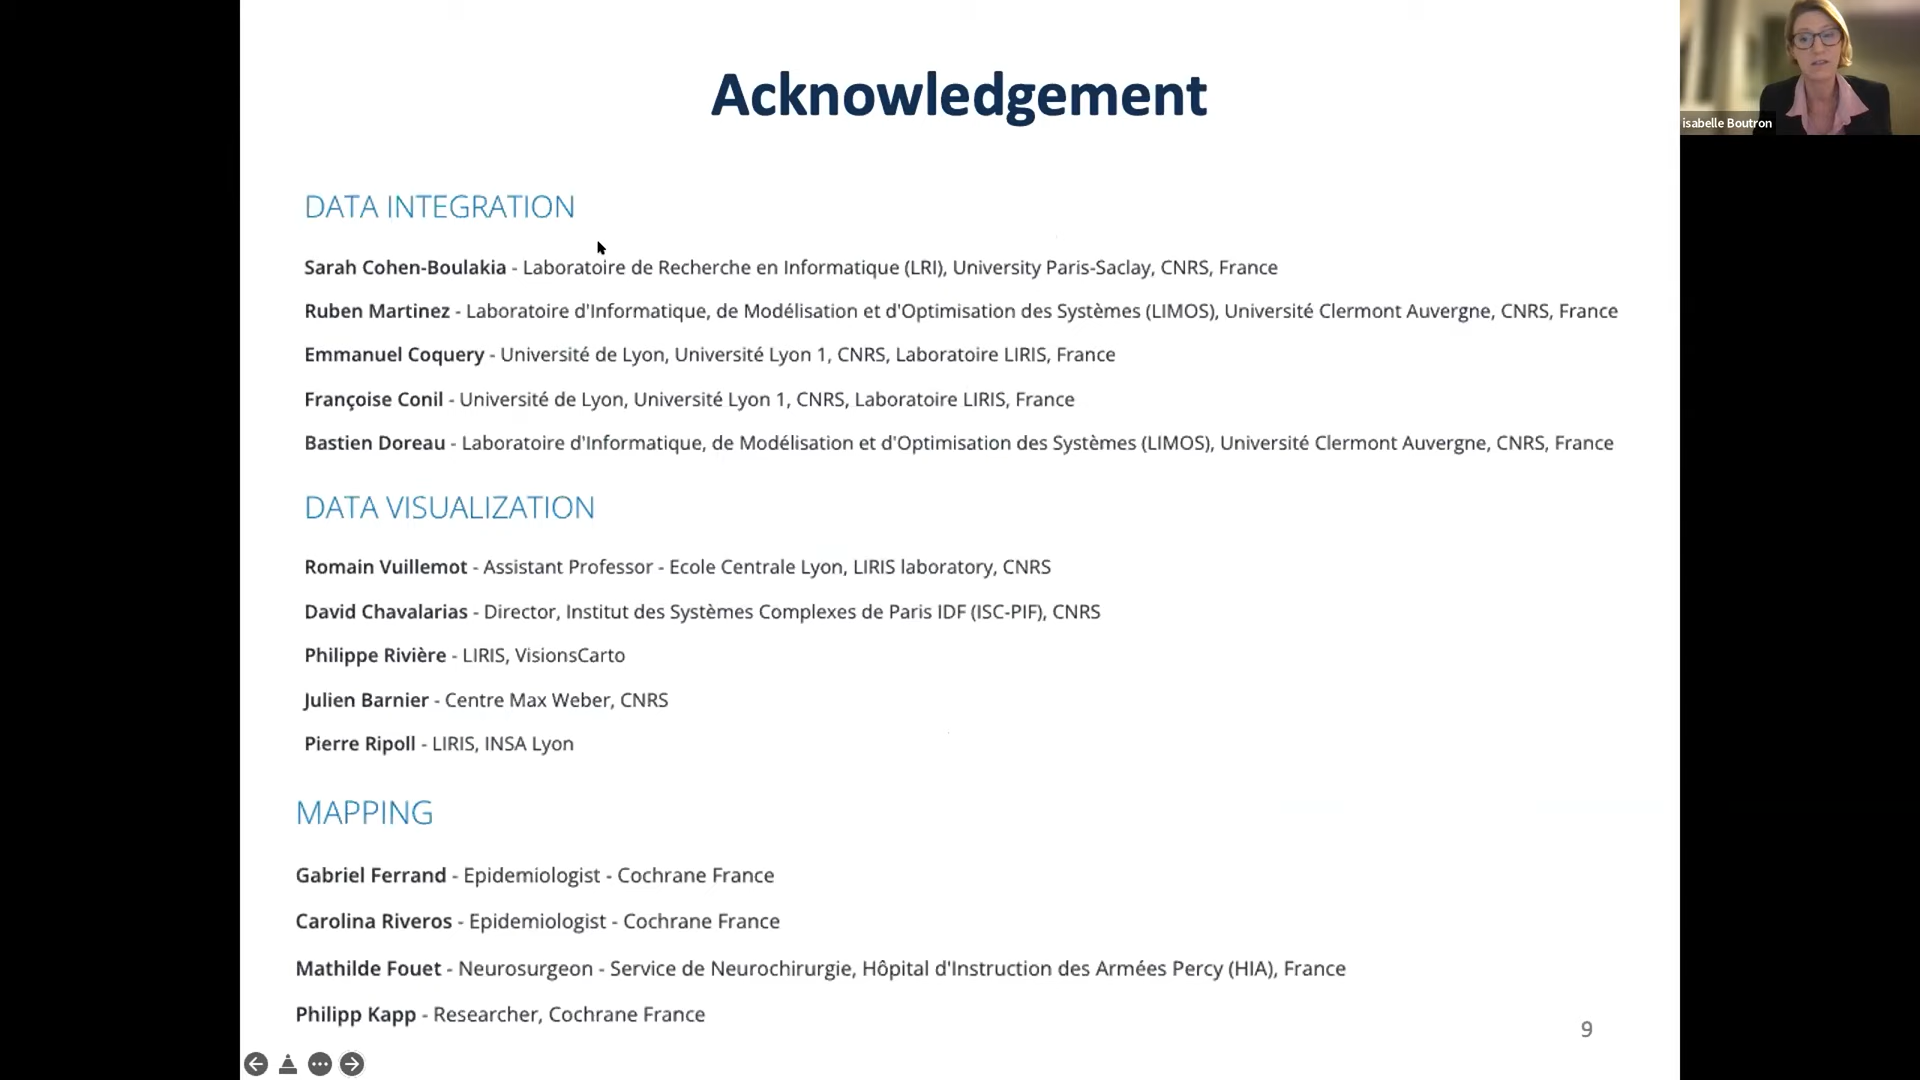 Acknowledgement
isabelle Boutron
DATA INTEGRATION
Sarah Cohen-Boulakia - Laboratoire de Recherche en Informatique (LRI), University Paris-Saclay, CNRS, France
Ruben Martinez - Laboratoire d'Informatique, de Modélisation et d'Optimisation des Systèmes (LIMOS), Université Clermont Auvergne, CNRS, France
Emmanuel Coquery - Université de Lyon, Université Lyon 1, CNRS, Laboratoire LIRIS, France
Françoise Conil - Université de Lyon, Université Lyon 1, CNRS, Laboratoire LIRIS, France
Bastien Doreau - Laboratoire d'Informatique, de Modélisation et d'Optimisation des Systèmes (LIMOS), Université Clermont Auvergne, CNRS, France
DATA VISUALIZATION
Romain Vuillemot - Assistant Professor - Ecole Centrale Lyon, LIRIS laboratory, CNRS
David Chavalarias - Director, Institut des Systèmes Complexes de Paris IDF (ISC-PIF), CNRS
Philippe Rivière - LIRIS, VisionsCarto
Julien Barnier - Centre Max Weber, CNRS
Pierre Ripoll - LIRIS, INSA Lyon
MAPPING
Gabriel Ferrand - Epidemiologist - Cochrane France
Carolina Riveros - Epidemiologist - Cochrane France
Mathilde Fouet - Neurosurgeon - Service de Neurochirurgie, Hôpital d'Instruction des Armées Percy (HIA), France
Philipp Kapp - Researcher, Cochrane France
9